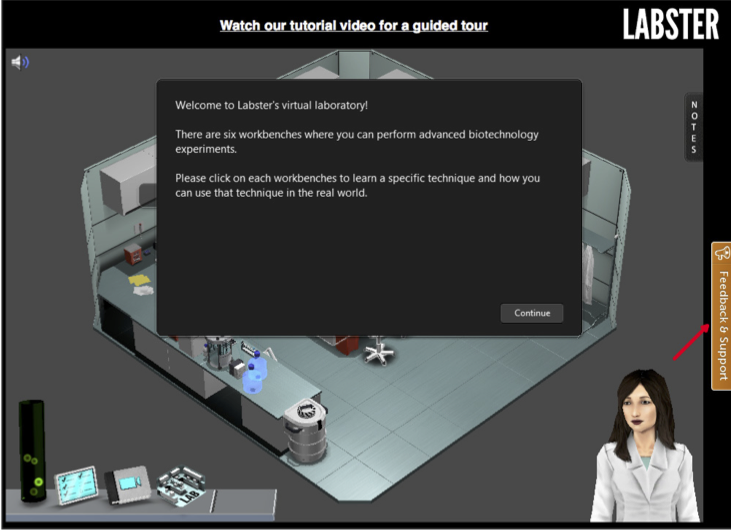 Watch our tutorial video for a guided tour
LABSTER
Welcome to Labster's virtual laboratory!
There are six workbenches where you can perform advanced biotechnology
experiments.
Please click on each workbenches to learn a specific technique and how you
can use that technique in the real world.
Continue
NOTES
Feedback & Support